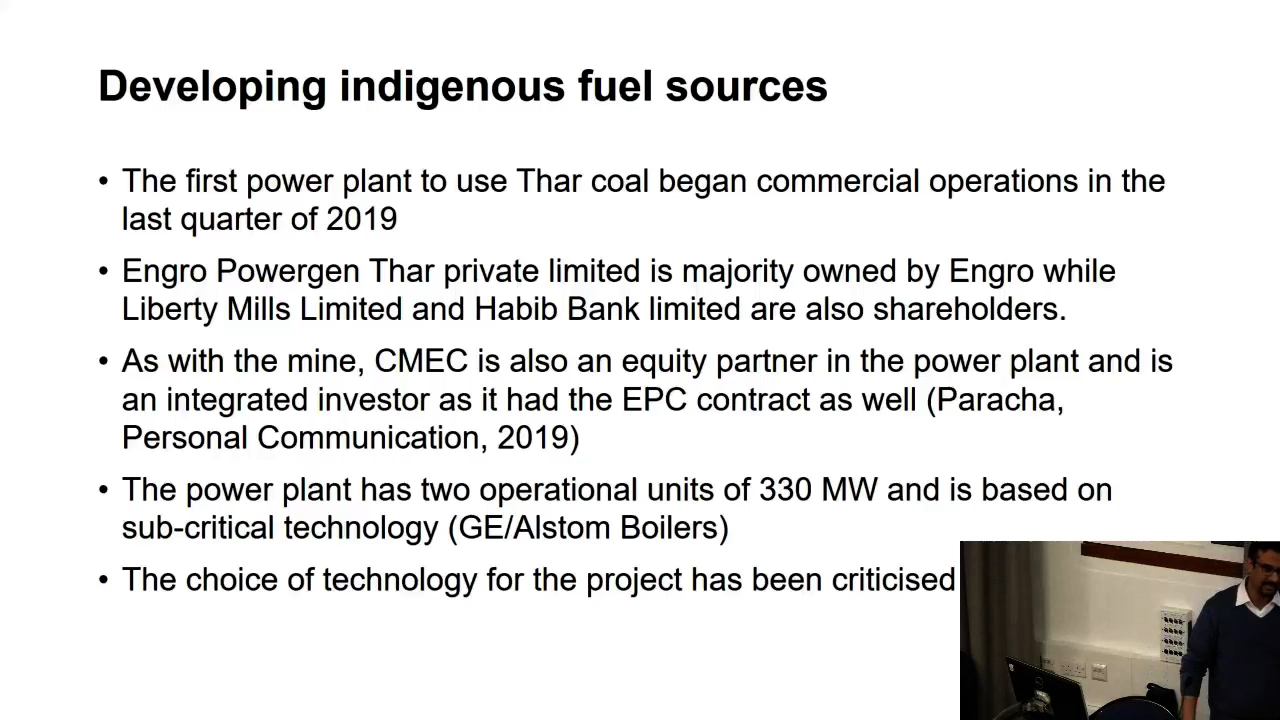 Developing indigenous fuel sources
• The first power plant to use Thar coal began commercial operations in the
last quarter of 2019
• Engro Powergen Thar private limited is majority owned by Engro while
Liberty Mills Limited and Habib Bank limited are also shareholders.
• As with the mine, CMEC is also an equity partner in the power plant and is
an integrated investor as it had the EPC contract as well (Paracha,
Personal Communication, 2019)
• The power plant has two operational units of 330 MW and is based on
sub-critical technology (GE/Alstom Boilers)
• The choice of technology for the project has been criticised